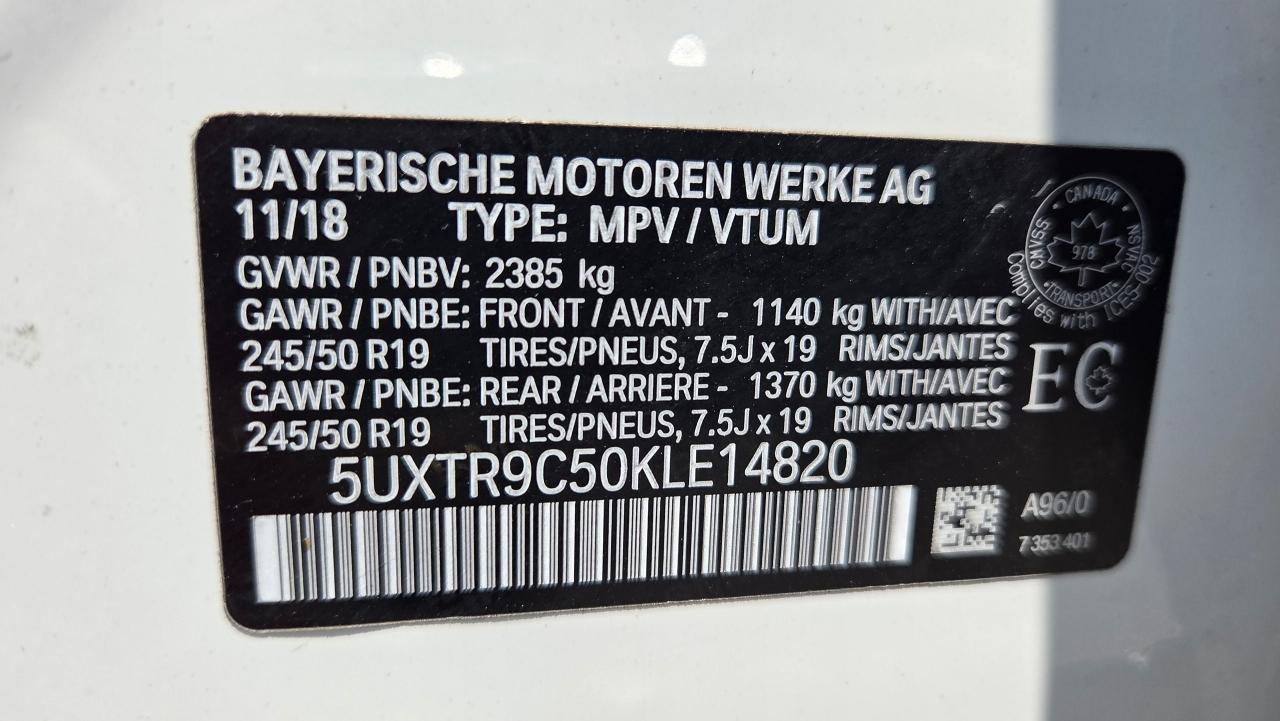 BAYERISCHE MOTOREN WERKE AG
11/18 TYPE: MPV / VTUM
GVWR / PNBV: 2385 kg
GAWR / PNBE: FRONT / AVANT - 1140 kg WITH/AVEC
245/50 R19 TIRES/PNEUS, 7.5J x 19 RIMS/JANTES
GAWR / PNBE: REAR / ARRIERE - 1370 kg WITH/AVEC
245/50 R19 TIRES/PNEUS, 7.5J x 19 RIMS/JANTES
5UXTR9C50KLE14820
CANADA
CMVSS
NSVAC
978
TRANSPORT
Complies with ICES-002
EC
A96/0
7 353 401